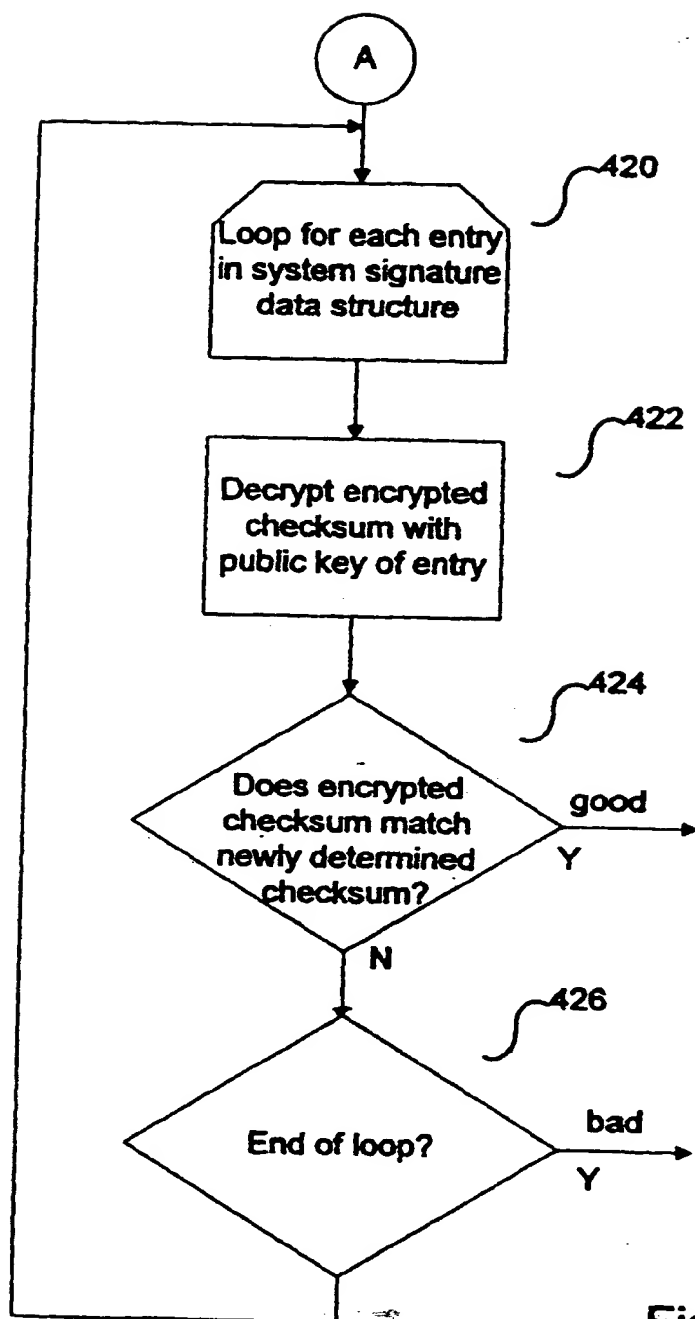 A
420
Loop for each entry
in system signature
data structure
422
Decrypt encrypted
checksum with
public key of entry
424
Does encrypted
checksum match
newly determined
checksum?
good
Y
N
426
End of loop?
bad
Y